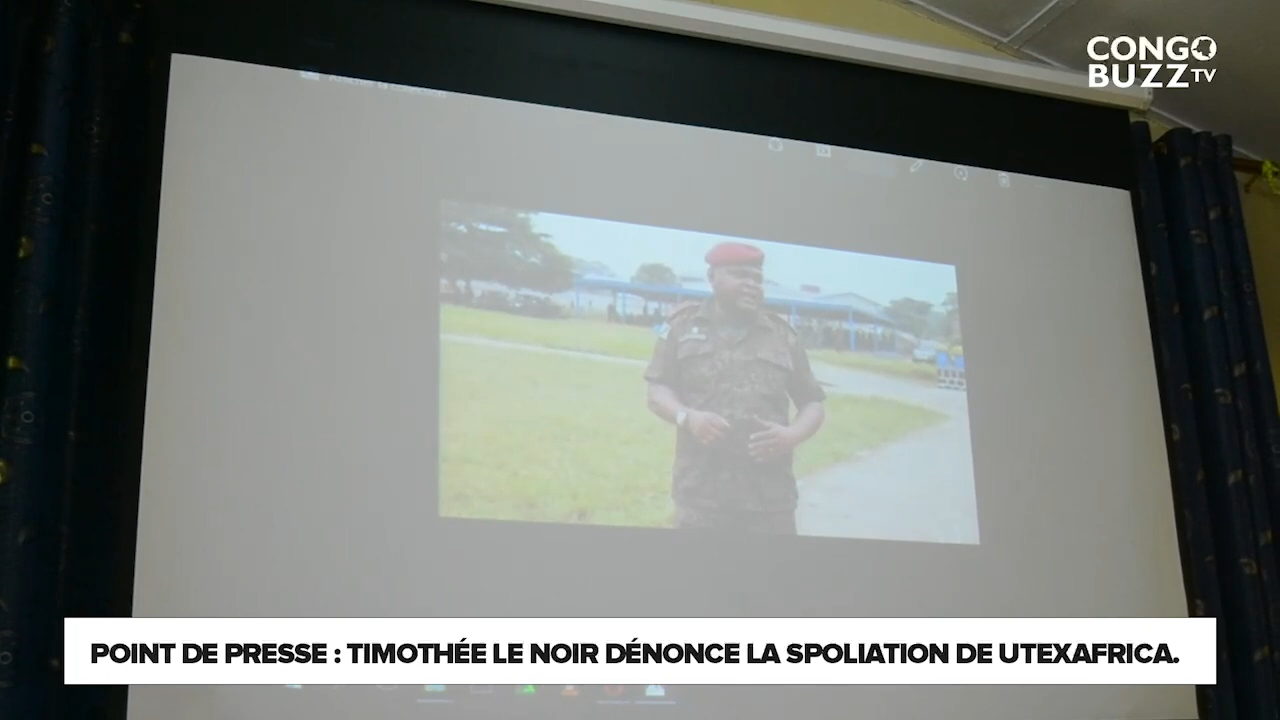 CONGO
BUZZ TV
POINT DE PRESSE : TIMOTHÉE LE NOIR DÉNONCE LA SPOLIATION DE UTEXAFRICA.